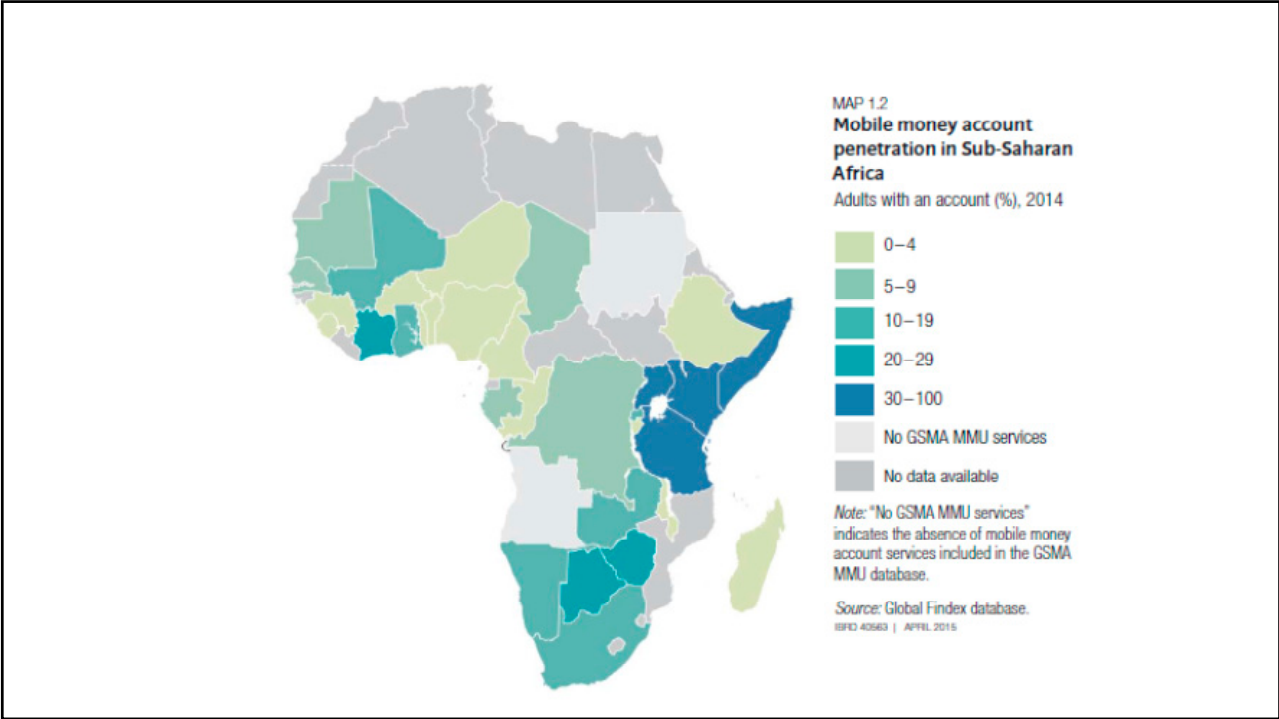 MAP 1.2
Mobile money account
penetration in Sub-Saharan
Africa
Adults with an account (%), 2014
0–4
5–9
10–19
20–29
30–100
No GSMA MMU services
No data available
Note: “No GSMA MMU services”
indicates the absence of mobile money
account services included in the GSMA
MMU database.
Source: Global Findex database.
IBRD 40563 | APRIL 2015